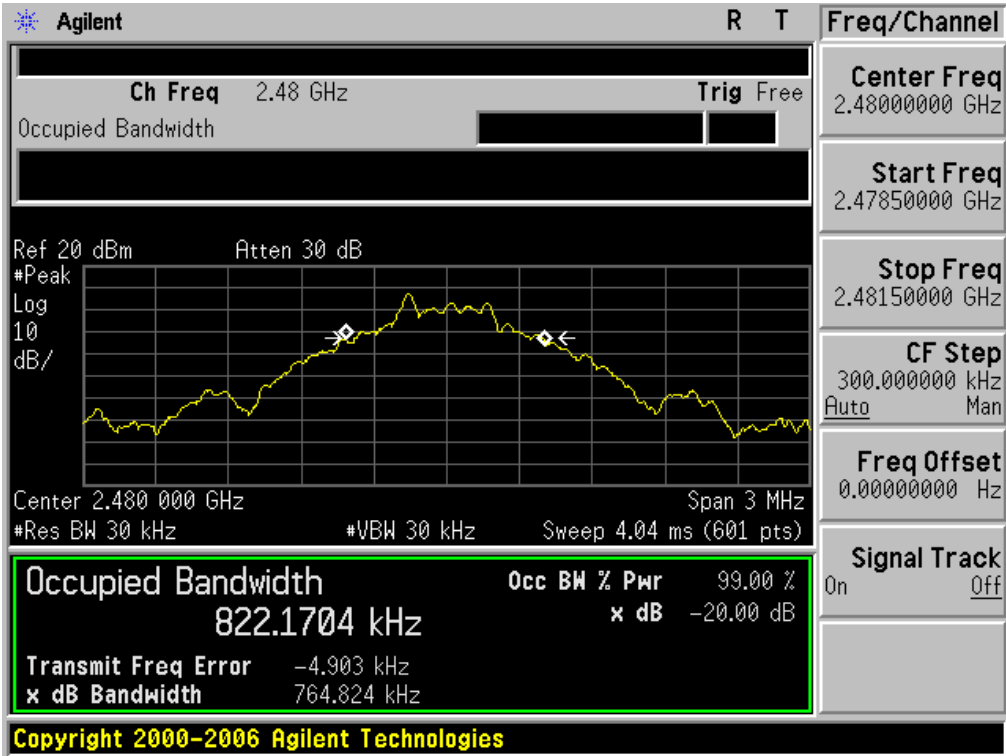 Agilent R T
Freq/Channel
Ch Freq 2.48 GHz Trig Free
Occupied Bandwidth
Center Freq
2.48000000 GHz
Start Freq
2.47850000 GHz
Stop Freq
2.48150000 GHz
CF Step
300.000000 kHz
Auto Man
Freq Offset
0.00000000 Hz
Signal Track
On Off
Ref 20 dBm Atten 30 dB
#Peak
Log
10
dB/
Center 2.480 000 GHz Span 3 MHz
#Res BW 30 kHz #VBW 30 kHz Sweep 4.04 ms (601 pts)
Occupied Bandwidth
822.1704 kHz
Occ BW % Pwr 99.00 %
x dB -20.00 dB
Transmit Freq Error -4.903 kHz
x dB Bandwidth 764.824 kHz
Copyright 2000-2006 Agilent Technologies